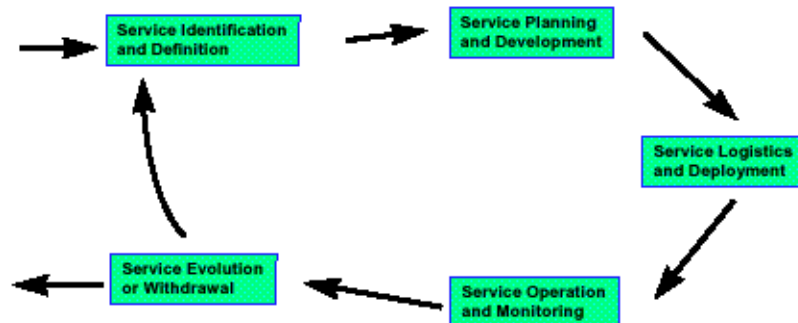 Service Identification
and Definition
Service Planning
and Development
Service Logistics
and Deployment
Service Operation
and Monitoring
Service Evolution
or Withdrawal